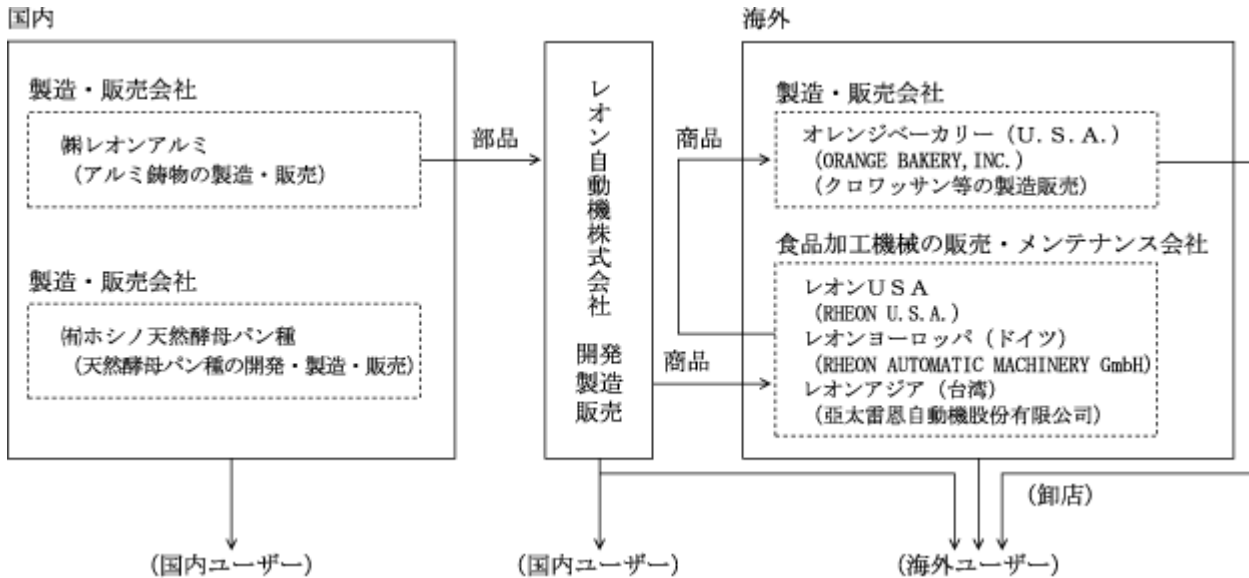 国内
製造・販売会社
㈱レオンアルミ
(アルミ鋳物の製造・販売)
製造・販売会社
㈲ホシノ天然酵母パン種
(天然酵母パン種の開発・製造・販売)
部品
レオン自動機株式会社
開発
製造
販売
商品
商品
海外
製造・販売会社
オレンジベーカリー(U.S.A.)
(ORANGE BAKERY,INC.)
(クロワッサン等の製造販売)
食品加工機械の販売・メンテナンス会社
レオンUSA
(RHEON U.S.A.)
レオンヨーロッパ(ドイツ)
(RHEON AUTOMATIC MACHINERY GmbH)
レオンアジア(台湾)
(亞太雷恩自動機股份有限公司)
(卸店)
(国内ユーザー)
(国内ユーザー)
(海外ユーザー)